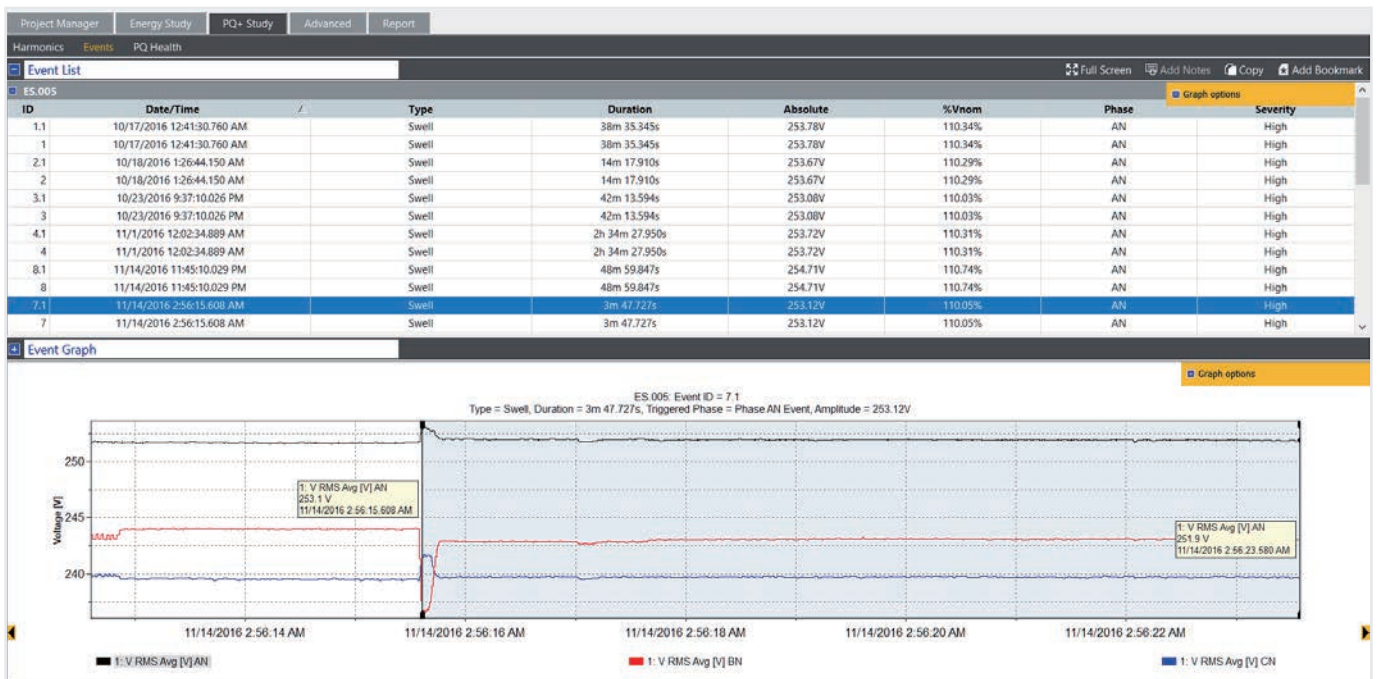 Project Manager Energy Study PQ+ Study Advanced Report
Harmonics Events PQ Health
Event List Full Screen Add Notes Copy Add Bookmark
ES.005 Graph options
ID Date/Time Type Duration Absolute %Vnom Phase Severity
1.1 10/17/2016 12:41:30.760 AM Swell 38m 35.345s 253.78V 110.34% AN High
1 10/17/2016 12:41:30.760 AM Swell 38m 35.345s 253.78V 110.34% AN High
2.1 10/18/2016 1:26:44.150 AM Swell 14m 17.910s 253.67V 110.29% AN High
2 10/18/2016 1:26:44.150 AM Swell 14m 17.910s 253.67V 110.29% AN High
3.1 10/23/2016 9:37:10.026 PM Swell 42m 13.594s 253.08V 110.03% AN High
3 10/23/2016 9:37:10.026 PM Swell 42m 13.594s 253.08V 110.03% AN High
4.1 11/1/2016 12:02:34.889 AM Swell 2h 34m 27.950s 253.72V 110.31% AN High
4 11/1/2016 12:02:34.889 AM Swell 2h 34m 27.950s 253.72V 110.31% AN High
8.1 11/14/2016 11:45:10.029 PM Swell 48m 59.847s 254.71V 110.74% AN High
8 11/14/2016 11:45:10.029 PM Swell 48m 59.847s 254.71V 110.74% AN High
7.1 11/14/2016 2:56:15.608 AM Swell 3m 47.727s 253.12V 110.05% AN High
7 11/14/2016 2:56:15.608 AM Swell 3m 47.727s 253.12V 110.05% AN High
Event Graph
Graph options
ES.005: Event ID = 7.1
Type = Swell, Duration = 3m 47.727s, Triggered Phase = Phase AN Event, Amplitude = 253.12V
Voltage [V]
250
245
240
1: V RMS Avg [V] AN
253.1 V
11/14/2016 2:56:15.608 AM
1: V RMS Avg [V] AN
251.9 V
11/14/2016 2:56:23.580 AM
11/14/2016 2:56:14 AM 11/14/2016 2:56:16 AM 11/14/2016 2:56:18 AM 11/14/2016 2:56:20 AM 11/14/2016 2:56:22 AM
1: V RMS Avg [V] AN 1: V RMS Avg [V] BN 1: V RMS Avg [V] CN